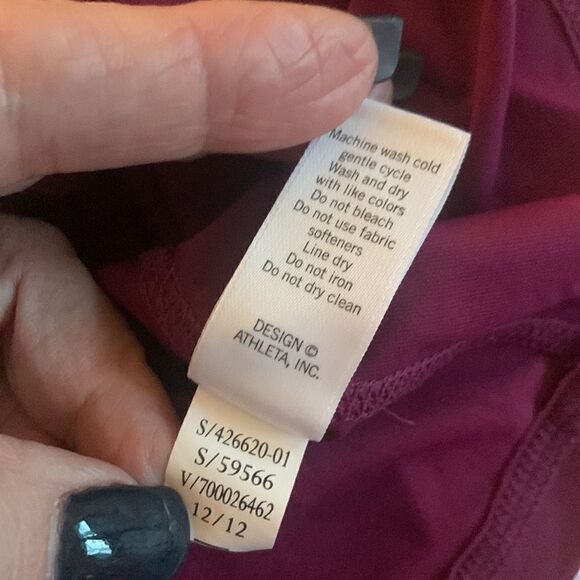 Machine wash cold
gentle cycle
Wash and dry
with like colors
Do not bleach
Do not use fabric
softeners
Line dry
Do not iron
Do not dry clean
DESIGN ©
ATHLETA, INC.
S/426620-01
S/59566
V/700026462
12/12